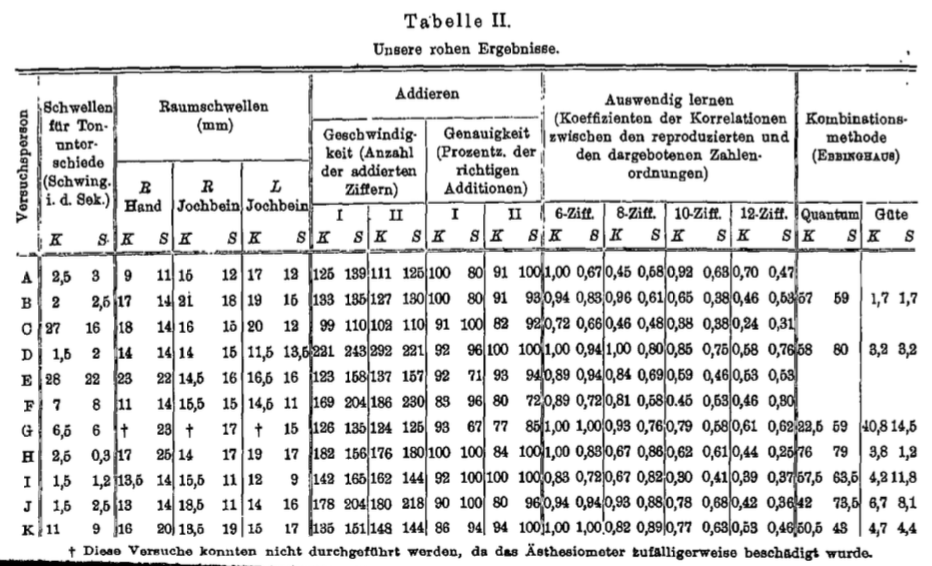 Tabelle II.
Unsere rohen Ergebnisse.
Versuchsperson
Schwellen
für Ton-
unter-
schiede
(Schwing.
i. d. Sek.)
Raumschwellen
(mm)
R
Hand
R
Jochbein
L
Jochbein
Addieren
Geschwindig-
keit (Anzahl
der addierten
Ziffern)
Genauigkeit
(Prozentz. der
richtigen
Additionen)
I II I II
Auswendig lernen
(Koeffizienten der Korrelationen
zwischen den reproduzierten und
den dargebotenen Zahlen-
ordnungen)
6-Ziff. 8-Ziff. 10-Ziff. 12-Ziff.
Kombinations-
methode
(EBBINGHAUS)
Quantum Güte
K S K S K S K S K S K S K S K S K S K S K S K S K S K S
A 2,5 3 9 11 15 12 17 12 125 139 111 125 100 80 91 100 1,00 0,67 0,45 0,58 0,92 0,63 0,70 0,47
B 2 2,5 17 14 21 18 19 15 133 135 127 130 100 80 91 93 0,94 0,83 0,96 0,61 0,65 0,38 0,46 0,53 57 59 1,7 1,7
C 27 16 18 14 16 15 20 12 99 110 102 110 91 100 82 92 0,72 0,66 0,46 0,48 0,38 0,38 0,24 0,31
D 1,5 2 14 14 14 15 11,5 13,5 221 243 292 221 92 96 100 100 1,00 0,94 1,00 0,80 0,85 0,75 0,58 0,76 58 80 3,2 3,2
E 28 22 23 22 14,5 16 16,5 16 123 158 137 157 92 71 93 94 0,89 0,94 0,84 0,69 0,59 0,46 0,53 0,53
F 7 8 11 14 15,5 15 14,5 11 169 204 186 230 83 96 80 72 0,89 0,72 0,81 0,58 0.45 0,53 0,46 0,30
G 6,5 6 † 23 † 17 † 15 126 135 124 125 93 67 77 85 1,00 1,00 0,93 0,76 0,79 0,58 0,61 0,62 22,5 59 40,8 14,5
H 2,5 0,3 17 25 14 17 19 17 182 156 176 180 100 100 84 100 1,00 0,83 0,67 0,86 0,62 0,61 0,44 0,25 76 79 3,8 1,2
I 1,5 1,2 13,5 14 15,5 11 12 9 142 165 162 144 92 100 100 100 0,83 0,72 0,67 0,82 0,30 0,41 0,39 0,37 57,5 63,5 4,2 11,8
J 1,5 2,5 13 14 18,5 11 14 16 178 204 180 218 90 100 80 96 0,94 0,94 0,93 0,88 0,78 0,68 0,42 0,36 42 73,5 6,7 8,1
K 11 9 16 20 13,5 19 15 17 135 151 148 144 86 94 94 100 1,00 1,00 0,82 0,89 0,77 0,63 0,53 0,46 50,5 43 4,7 4,4
† Diese Versuche konnten nicht durchgeführt werden, da das Ästhesiometer zufälligerweise beschädigt wurde.